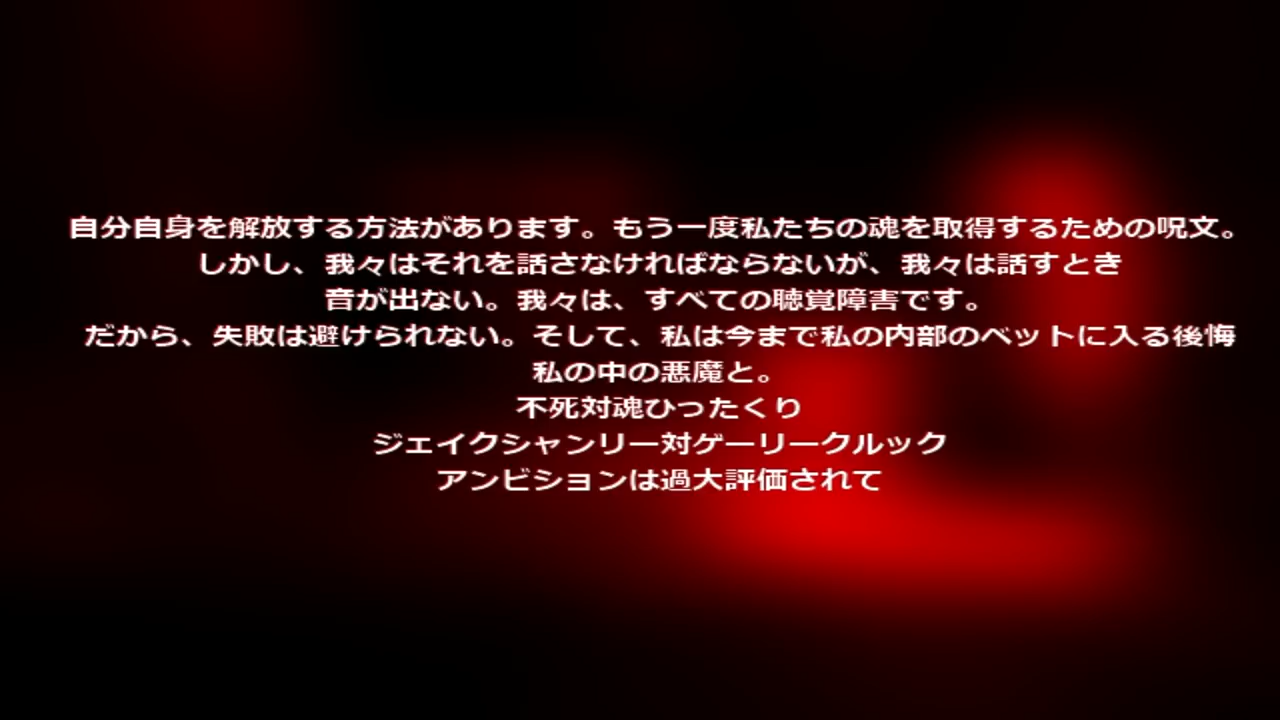 自分自身を解放する方法があります。もう一度私たちの魂を取得するための呪文。
しかし、我々はそれを話さなければならないが、我々は話すとき
音が出ない。我々は、すべての聴覚障害です。
だから、失敗は避けられない。そして、私は今まで私の内部のベットに入る後悔
私の中の悪魔と。
不死対魂ひったくり
ジェイクシャンリー対ゲーリークルック
アンビションは過大評価されて